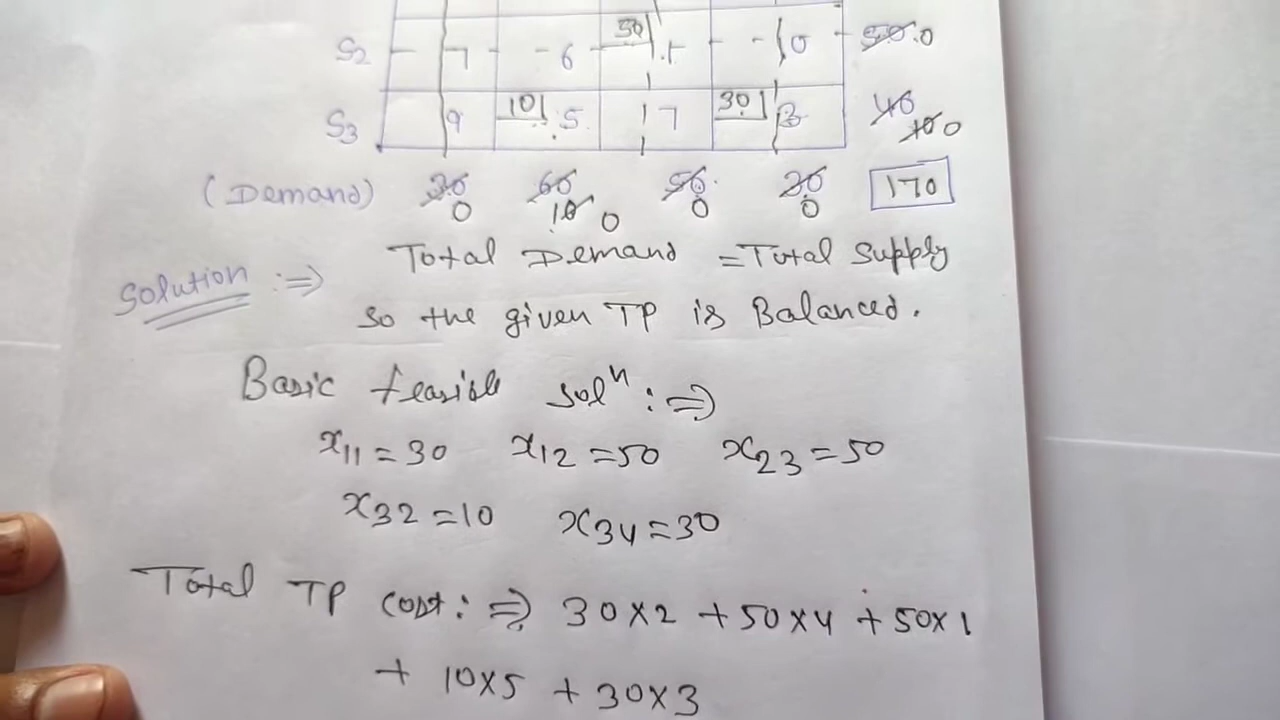 S2 7 6 50 1 0 50 0
S3 9 10 5 7 30 3 40 10 0
(Demand) 30 0 60 10 0 50 0 30 0 170
Solution :⇒ Total Demand = Total Supply
So the given TP is Balanced.
Basic feasible solⁿ :⇒
x11 = 30 x12 = 50 x23 = 50
x32 = 10 x34 = 30
Total TP cost : ⇒ 30×2 + 50×4 + 50×1
+ 10×5 + 30×3